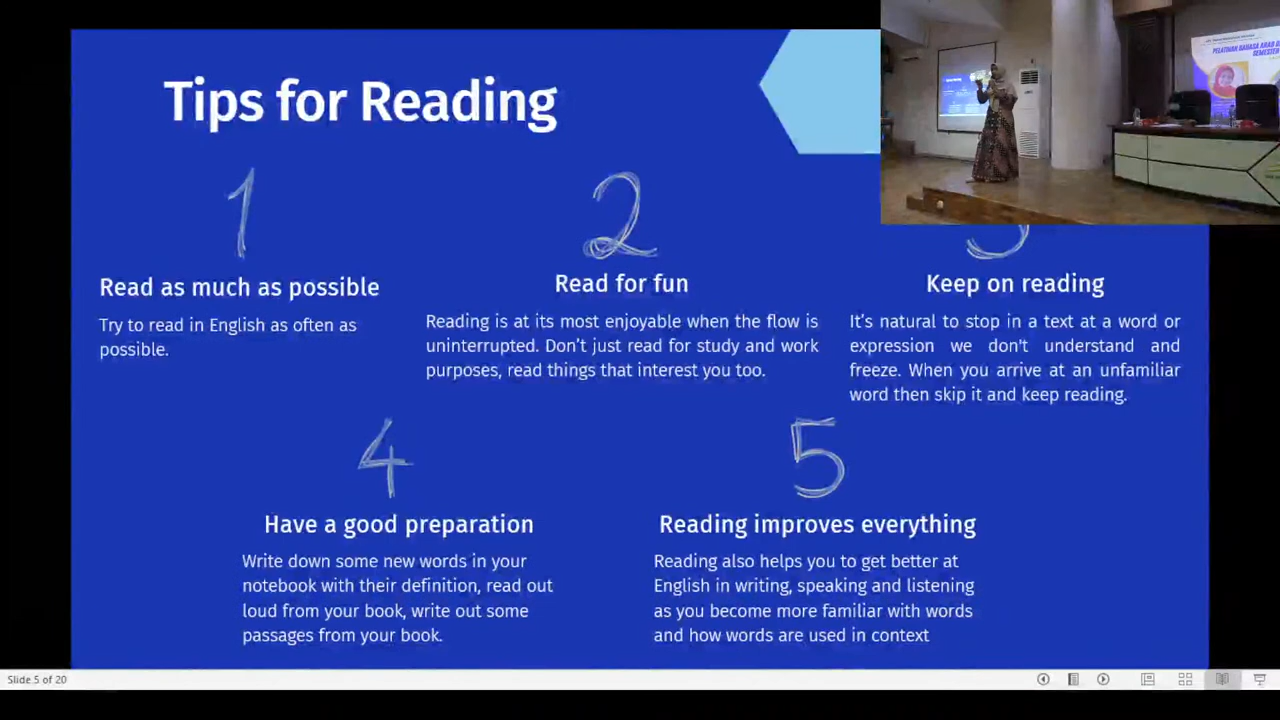 Tips for Reading
1
Read as much as possible
Try to read in English as often as
possible.
2
Read for fun
Reading is at its most enjoyable when the flow is
uninterrupted. Don't just read for study and work
purposes, read things that interest you too.
3
Keep on reading
It's natural to stop in a text at a word or
expression we don't understand and
freeze. When you arrive at an unfamiliar
word then skip it and keep reading.
4
Have a good preparation
Write down some new words in your
notebook with their definition, read out
loud from your book, write out some
passages from your book.
5
Reading improves everything
Reading also helps you to get better at
English in writing, speaking and listening
as you become more familiar with words
and how words are used in context
PELATIHAN BAHASA ARAB
SEMESTER
Slide 5 of 20